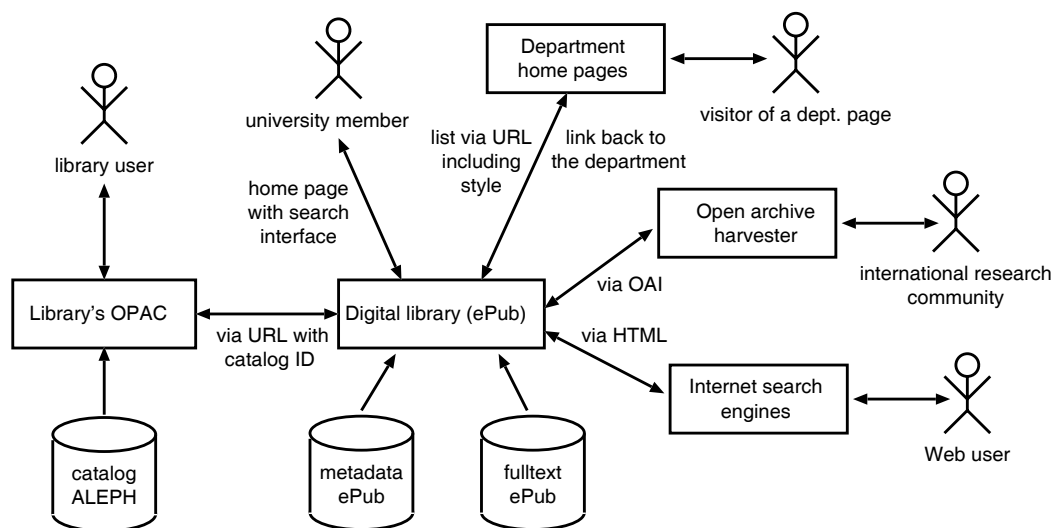 Department
home pages
visitor of a dept. page
university member
library user
list via URL
including
style
link back to
the department
home page
with search
interface
Open archive
harvester
international research
community
via OAI
Library's OPAC
Digital library (ePub)
via URL with
catalog ID
via HTML
Internet search
engines
Web user
catalog
ALEPH
metadata
ePub
fulltext
ePub